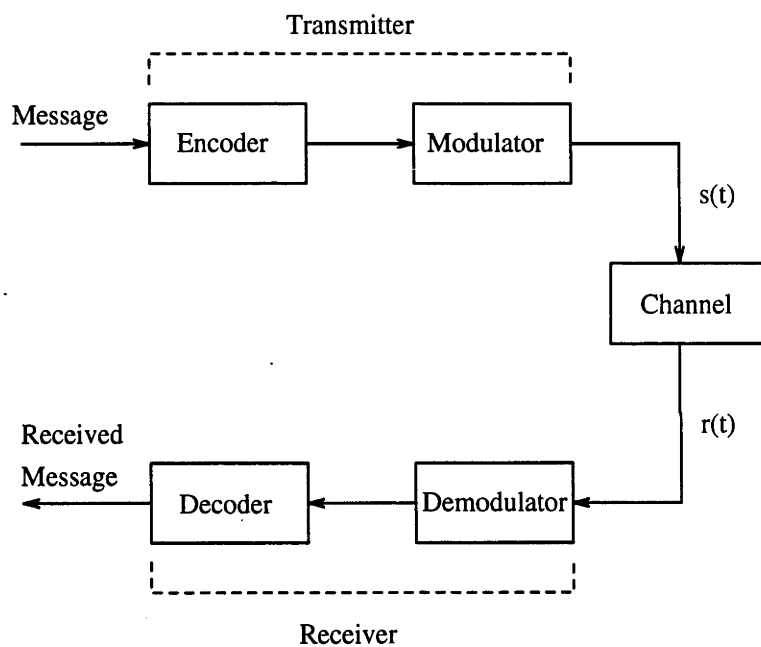 Transmitter
Message
Encoder
Modulator
s(t)
Channel
r(t)
Received
Message
Decoder
Demodulator
Receiver